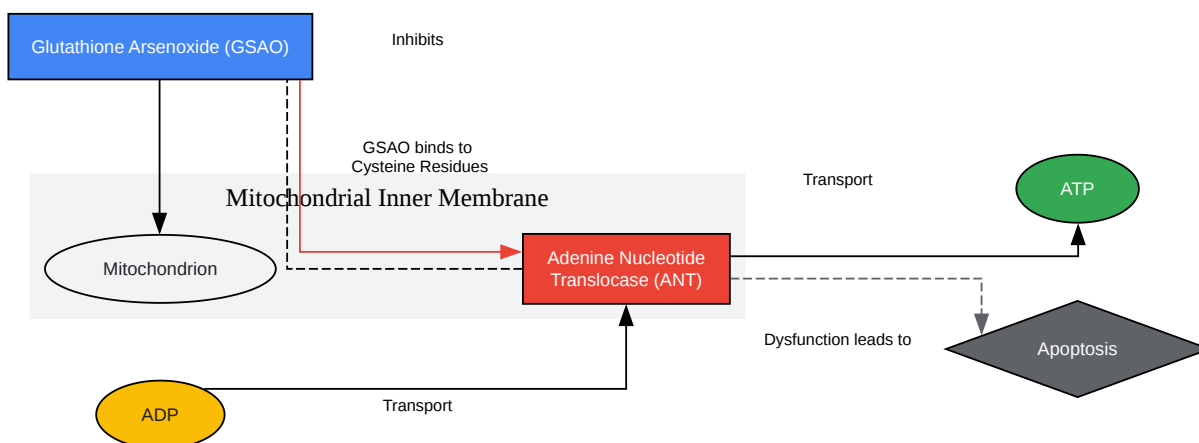 Glutathione Arsenoxide (GSAO)
Inhibits
GSAO binds to
Cysteine Residues
Mitochondrial Inner Membrane
Transport
ATP
Mitochondrion
Adenine Nucleotide
Translocase (ANT)
Dysfunction leads to
Apoptosis
ADP
Transport